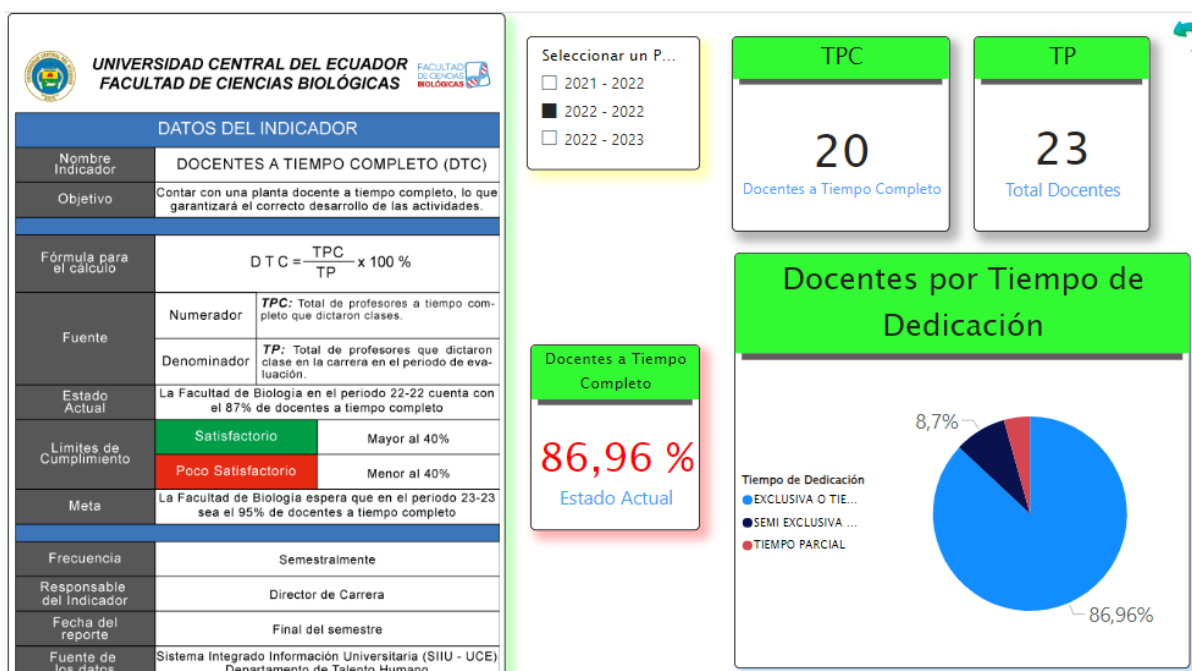 UNIVERSIDAD CENTRAL DEL ECUADOR
FACULTAD DE CIENCIAS BIOLÓGICAS
FACULTAD
DE CIENCIAS
BIOLÓGICAS
DATOS DEL INDICADOR
Nombre
Indicador
DOCENTES A TIEMPO COMPLETO (DTC)
Objetivo
Contar con una planta docente a tiempo completo, lo que
garantizará el correcto desarrollo de las actividades.
Fórmula para
el cálculo
D T C = TPC / TP x 100 %
Fuente
Numerador
TPC: Total de profesores a tiempo com-
pleto que dictaron clases.
Denominador
TP: Total de profesores que dictaron
clase en la carrera en el periodo de eva-
luación.
Estado
Actual
La Facultad de Biología en el periodo 22-22 cuenta con
el 87% de docentes a tiempo completo
Limites de
Cumplimiento
Satisfactorio
Mayor al 40%
Poco Satisfactorio
Menor al 40%
Meta
La Facultad de Biología espera que en el periodo 23-23
sea el 95% de docentes a tiempo completo
Frecuencia
Semestralmente
Responsable
del Indicador
Director de Carrera
Fecha del
reporte
Final del semestre
Fuente de
los datos
Sistema Integrado Información Universitaria (SIIU - UCE)
Departamento de Talento Humano
Seleccionar un P...
2021 - 2022
2022 - 2022
2022 - 2023
TPC
20
Docentes a Tiempo Completo
TP
23
Total Docentes
Docentes a Tiempo
Completo
86,96 %
Estado Actual
Docentes por Tiempo de
Dedicación
8,7%
Tiempo de Dedicación
EXCLUSIVA O TIE...
SEMI EXCLUSIVA ...
TIEMPO PARCIAL
86,96%